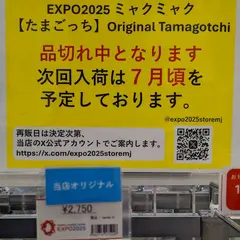 EXPO2025 ミャクミャク
【たまごっち】Original Tamagotchi
品切れ中となります
次回入荷は７月頃を
予定しております。
@expo2025storemj
再販日は決定次第、
当店のX公式アカウントでご案内します。
https://x.com/expo2025storemj
当店オリジナル
¥2,750
EXPO2025